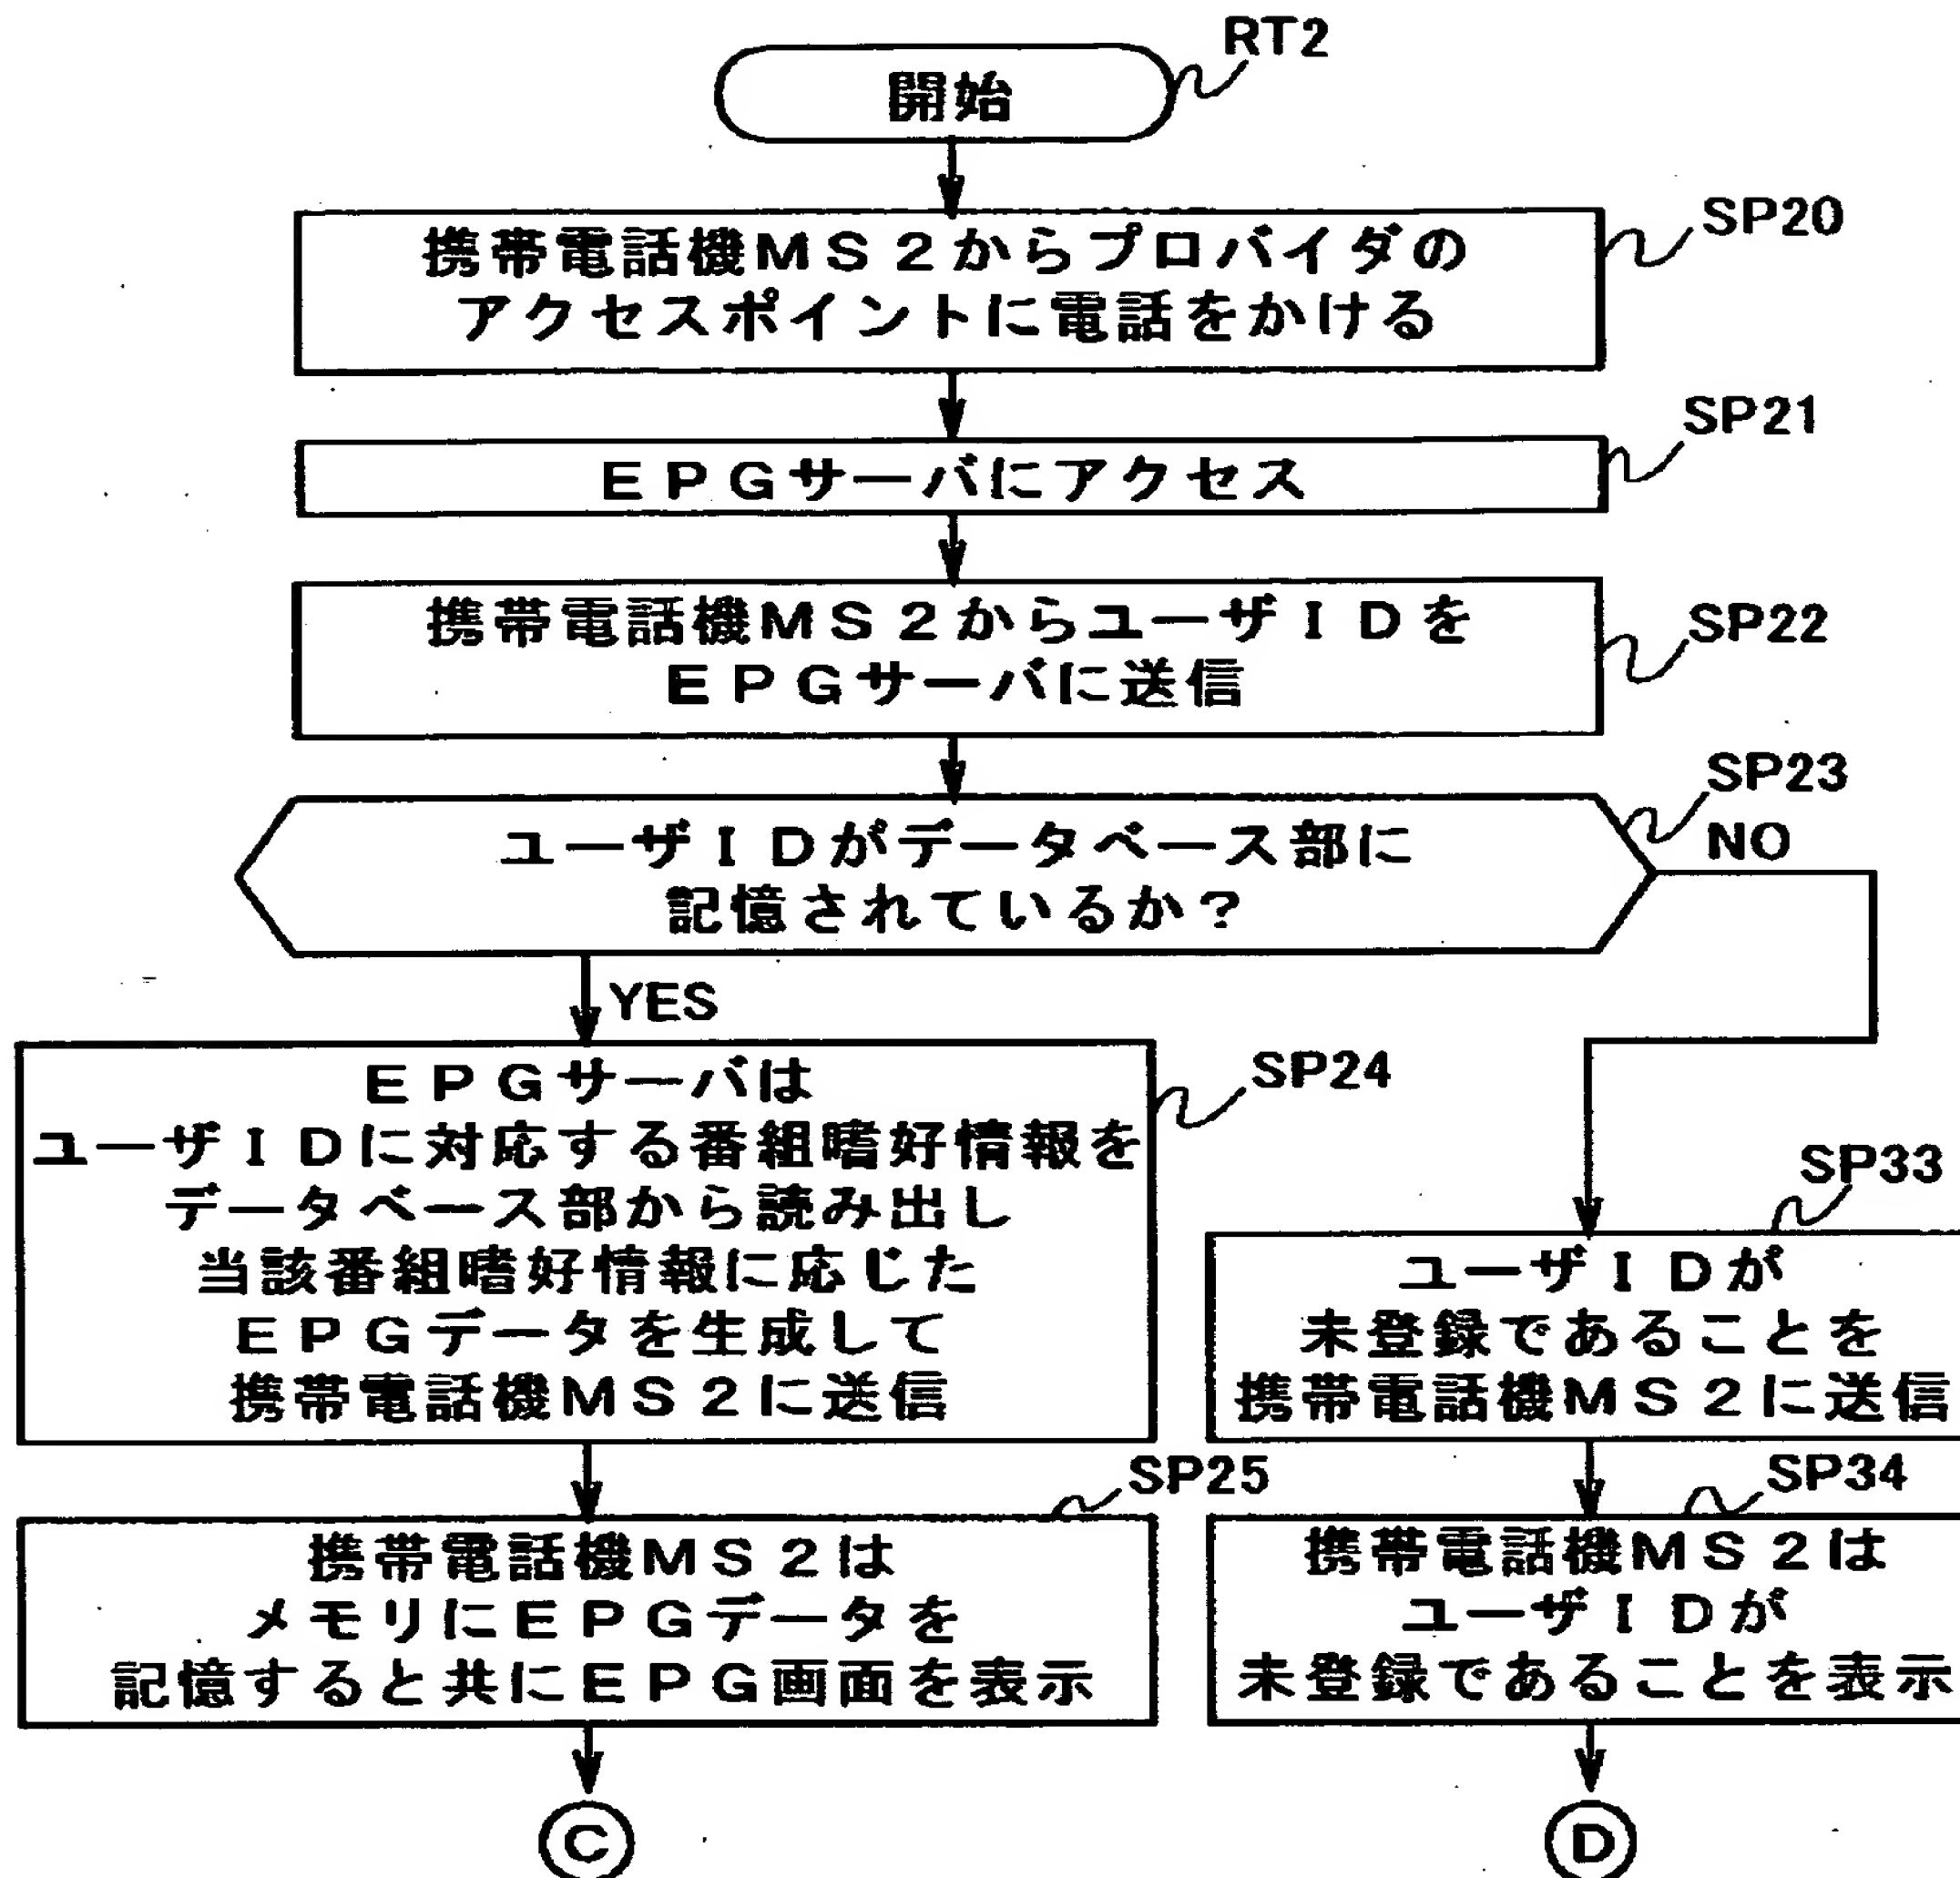 RT2
開始
SP20
携帯電話機MS2からプロバイダの
アクセスポイントに電話をかける
SP21
EPGサーバにアクセス
SP22
携帯電話機MS2からユーザIDを
EPGサーバに送信
SP23
ユーザIDがデータベース部に
記憶されているか?
NO
YES
SP24
EPGサーバは
ユーザIDに対応する番組嗜好情報を
データベース部から読み出し
当該番組嗜好情報に応じた
EPGデータを生成して
携帯電話機MS2に送信
SP33
ユーザIDが
未登録であることを
携帯電話機MS2に送信
SP25
携帯電話機MS2は
メモリにEPGデータを
記憶すると共にEPG画面を表示
SP34
携帯電話機MS2は
ユーザIDが
未登録であることを表示
C
D